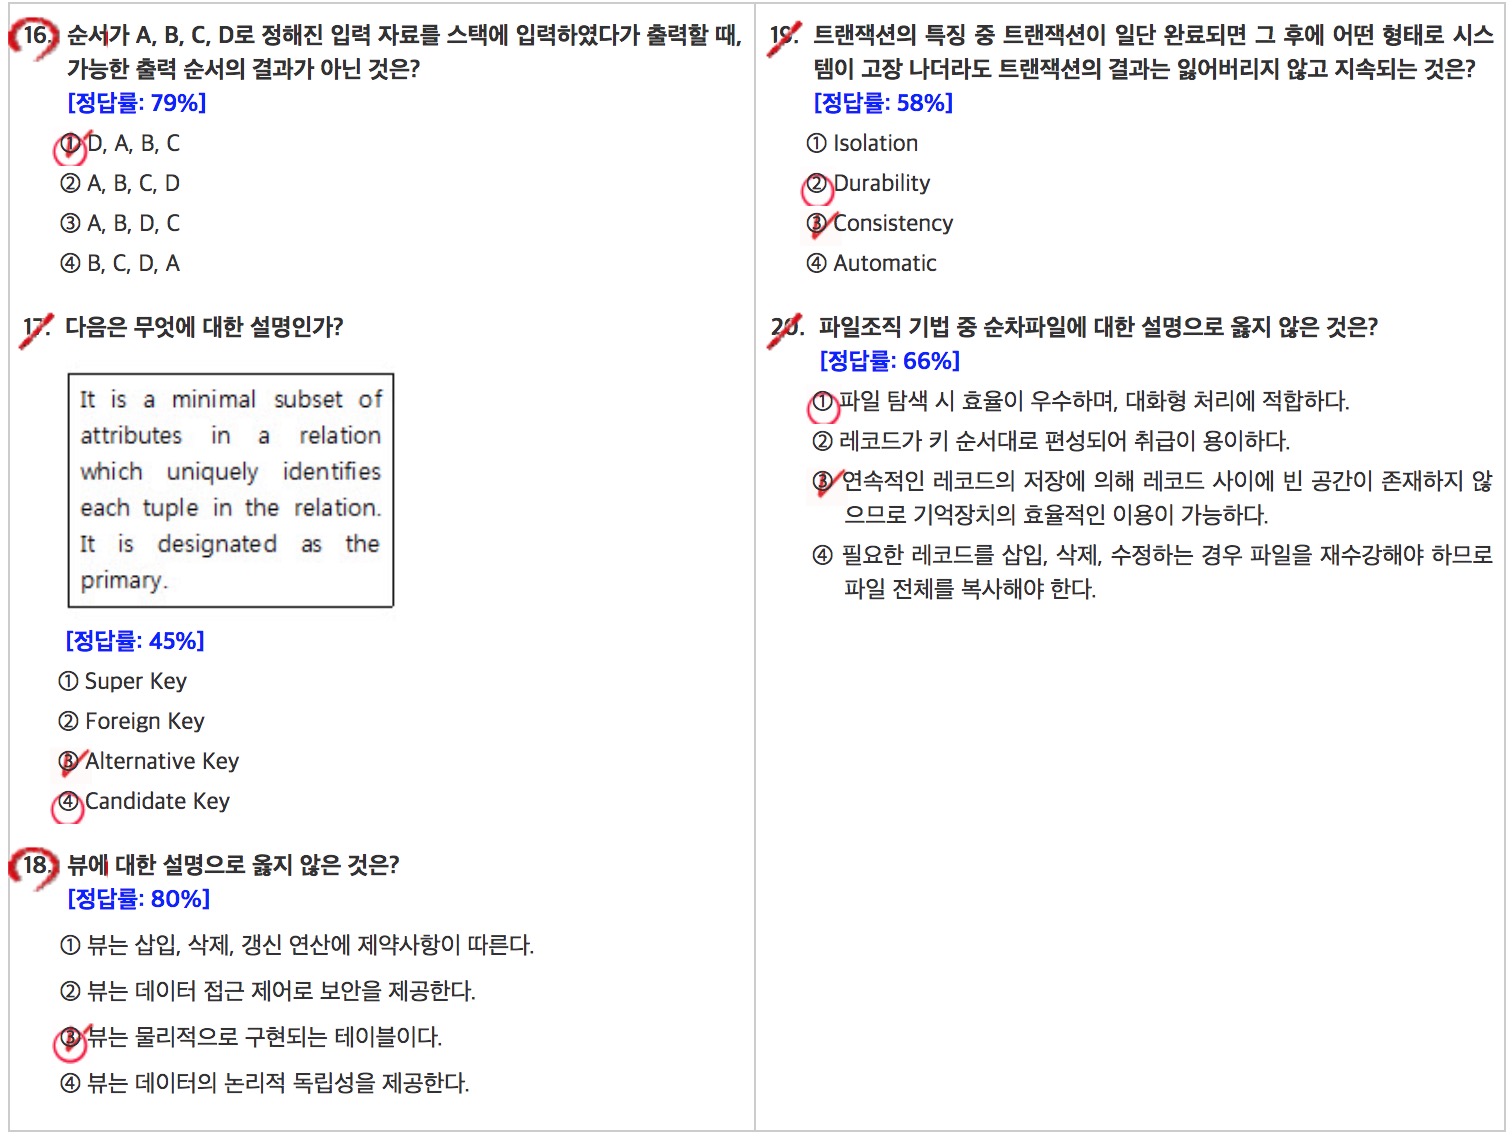 16. 순서가 A, B, C, D로 정해진 입력 자료를 스택에 입력하였다가 출력할 때,
가능한 출력 순서의 결과가 아닌 것은?
[정답률: 79%]
① D, A, B, C
② A, B, C, D
③ A, B, D, C
④ B, C, D, A
17. 다음은 무엇에 대한 설명인가?
It is a minimal subset of
attributes in a relation
which uniquely identifies
each tuple in the relation.
It is designated as the
primary.
[정답률: 45%]
① Super Key
② Foreign Key
③ Alternative Key
④ Candidate Key
18. 뷰에 대한 설명으로 옳지 않은 것은?
[정답률: 80%]
① 뷰는 삽입, 삭제, 갱신 연산에 제약사항이 따른다.
② 뷰는 데이터 접근 제어로 보안을 제공한다.
③ 뷰는 물리적으로 구현되는 테이블이다.
④ 뷰는 데이터의 논리적 독립성을 제공한다.
19. 트랜잭션의 특징 중 트랜잭션이 일단 완료되면 그 후에 어떤 형태로 시스
템이 고장 나더라도 트랜잭션의 결과는 잃어버리지 않고 지속되는 것은?
[정답률: 58%]
① Isolation
② Durability
③ Consistency
④ Automatic
20. 파일조직 기법 중 순차파일에 대한 설명으로 옳지 않은 것은?
[정답률: 66%]
① 파일 탐색 시 효율이 우수하며, 대화형 처리에 적합하다.
② 레코드가 키 순서대로 편성되어 취급이 용이하다.
③ 연속적인 레코드의 저장에 의해 레코드 사이에 빈 공간이 존재하지 않
으므로 기억장치의 효율적인 이용이 가능하다.
④ 필요한 레코드를 삽입, 삭제, 수정하는 경우 파일을 재수강해야 하므로
파일 전체를 복사해야 한다.